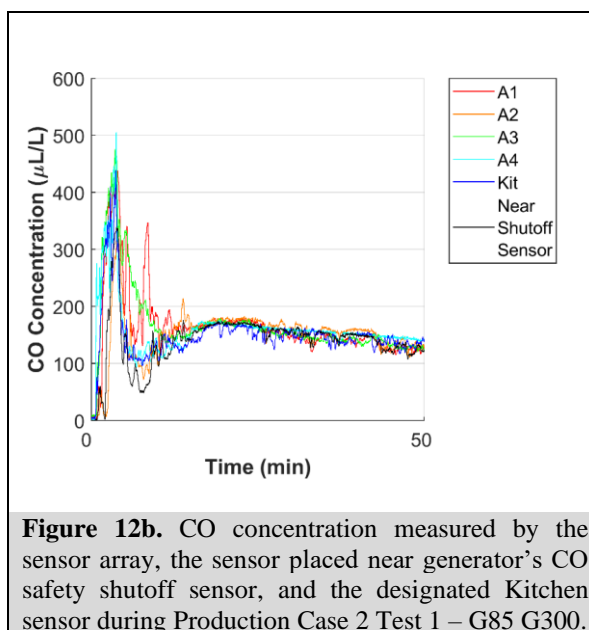 600
500
400
300
200
100
0
CO Concentration (μL/L)
0
50
Time (min)
A1
A2
A3
A4
Kit
Near
Shutoff
Sensor
Figure 12b. CO concentration measured by the
sensor array, the sensor placed near generator's CO
safety shutoff sensor, and the designated Kitchen
sensor during Production Case 2 Test 1 – G85 G300.